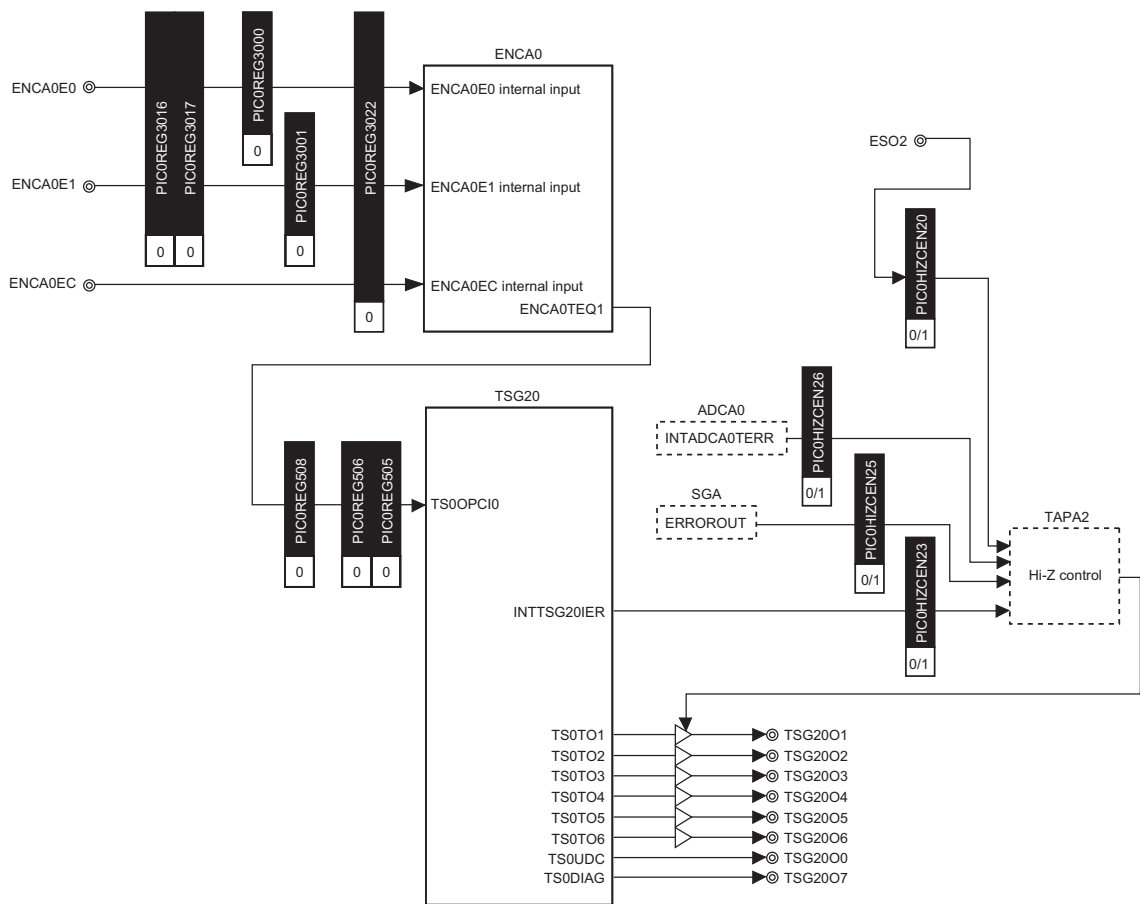 ENCA0
ENCA0E0
PIC0REG3016
0
PIC0REG3017
0
PIC0REG3000
0
PIC0REG3001
0
PIC0REG3022
0
ENCA0E0 internal input
ENCA0E1
ENCA0E1 internal input
ENCA0EC
ENCA0EC internal input
ENCA0TEQ1
ESO2
PIC0HIZCEN20
0/1
TSG20
PIC0REG508
0
PIC0REG506
0
PIC0REG505
0
TS0OPCI0
ADCA0
INTADCA0TERR
PIC0HIZCEN26
0/1
SGA
ERROROUT
PIC0HIZCEN25
0/1
PIC0HIZCEN23
0/1
TAPA2
Hi-Z control
INTTSG20IER
TS0TO1
TSG20O1
TS0TO2
TSG20O2
TS0TO3
TSG20O3
TS0TO4
TSG20O4
TS0TO5
TSG20O5
TS0TO6
TSG20O6
TS0UDC
TSG20O0
TS0DIAG
TSG20O7